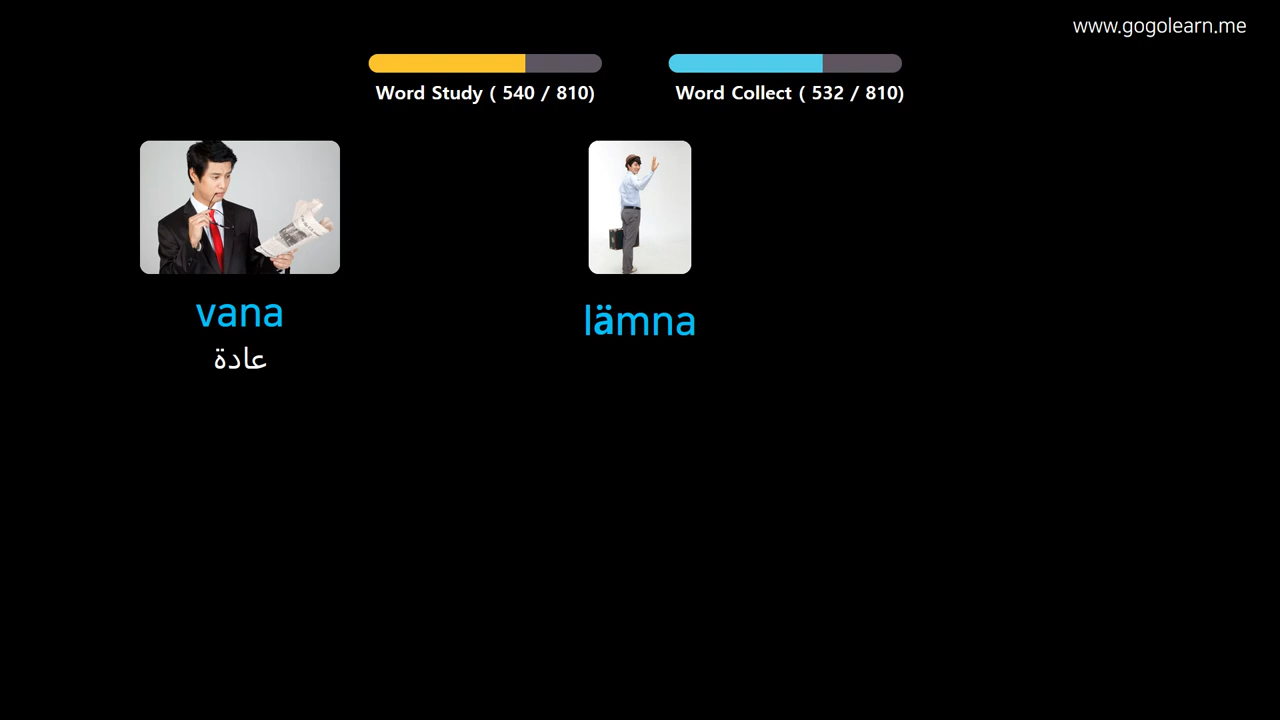 www.gogolearn.me
Word Study ( 540 / 810)
Word Collect ( 532 / 810)
vana
عادة
lämna